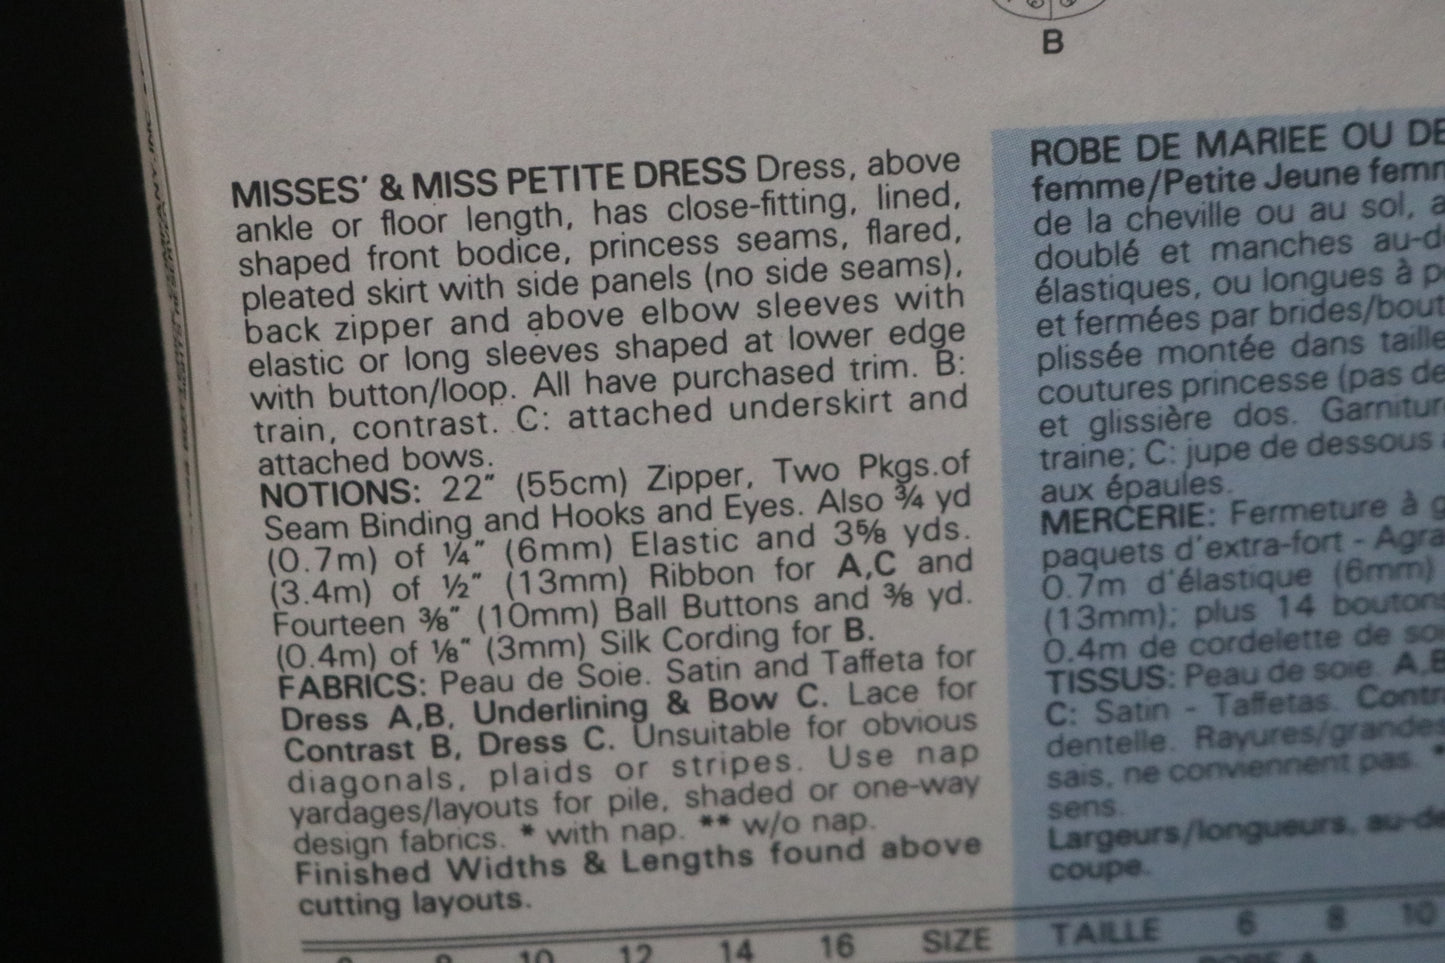 B
MISSES' & MISS PETITE DRESS Dress, above
ankle or floor length, has close-fitting, lined,
shaped front bodice, princess seams, flared,
pleated skirt with side panels (no side seams),
back zipper and above elbow sleeves with
elastic or long sleeves shaped at lower edge
with button/loop. All have purchased trim. B:
train, contrast. C: attached underskirt and
attached bows.
NOTIONS: 22" (55cm) Zipper, Two Pkgs.of
Seam Binding and Hooks and Eyes. Also ¾ yd
(0.7m) of ¼" (6mm) Elastic and 3⅝ yds.
(3.4m) of ½" (13mm) Ribbon for A,C and
Fourteen ⅜" (10mm) Ball Buttons and ⅜ yd.
(0.4m) of ⅛" (3mm) Silk Cording for B.
FABRICS: Peau de Soie. Satin and Taffeta for
Dress A,B, Underlining & Bow C. Lace for
Contrast B, Dress C. Unsuitable for obvious
diagonals, plaids or stripes. Use nap
yardages/layouts for pile, shaded or one-way
design fabrics. * with nap. ** w/o nap.
Finished Widths & Lengths found above
cutting layouts.
10 12 14 16 SIZE
ROBE DE MARIEE OU DE
femme/Petite Jeune femm
de la cheville ou au sol, a
doublé et manches au-d
élastiques, ou longues à p
et fermées par brides/bout
plissée montée dans taille
coutures princesse (pas de
et glissière dos. Garnitur
traine; C: jupe de dessous
aux épaules.
MERCERIE: Fermeture à g
paquets d'extra-fort - Agra
0.7m d'élastique (6mm)
(13mm); plus 14 boutons
0.4m de cordelette de soi
TISSUS: Peau de soie. A,B
C: Satin - Taffetas. Contr
dentelle. Rayures/grandes
sais, ne conviennent pas. *
sens.
Largeurs/longueurs, au-de
coupe.
TAILLE 6 8 10